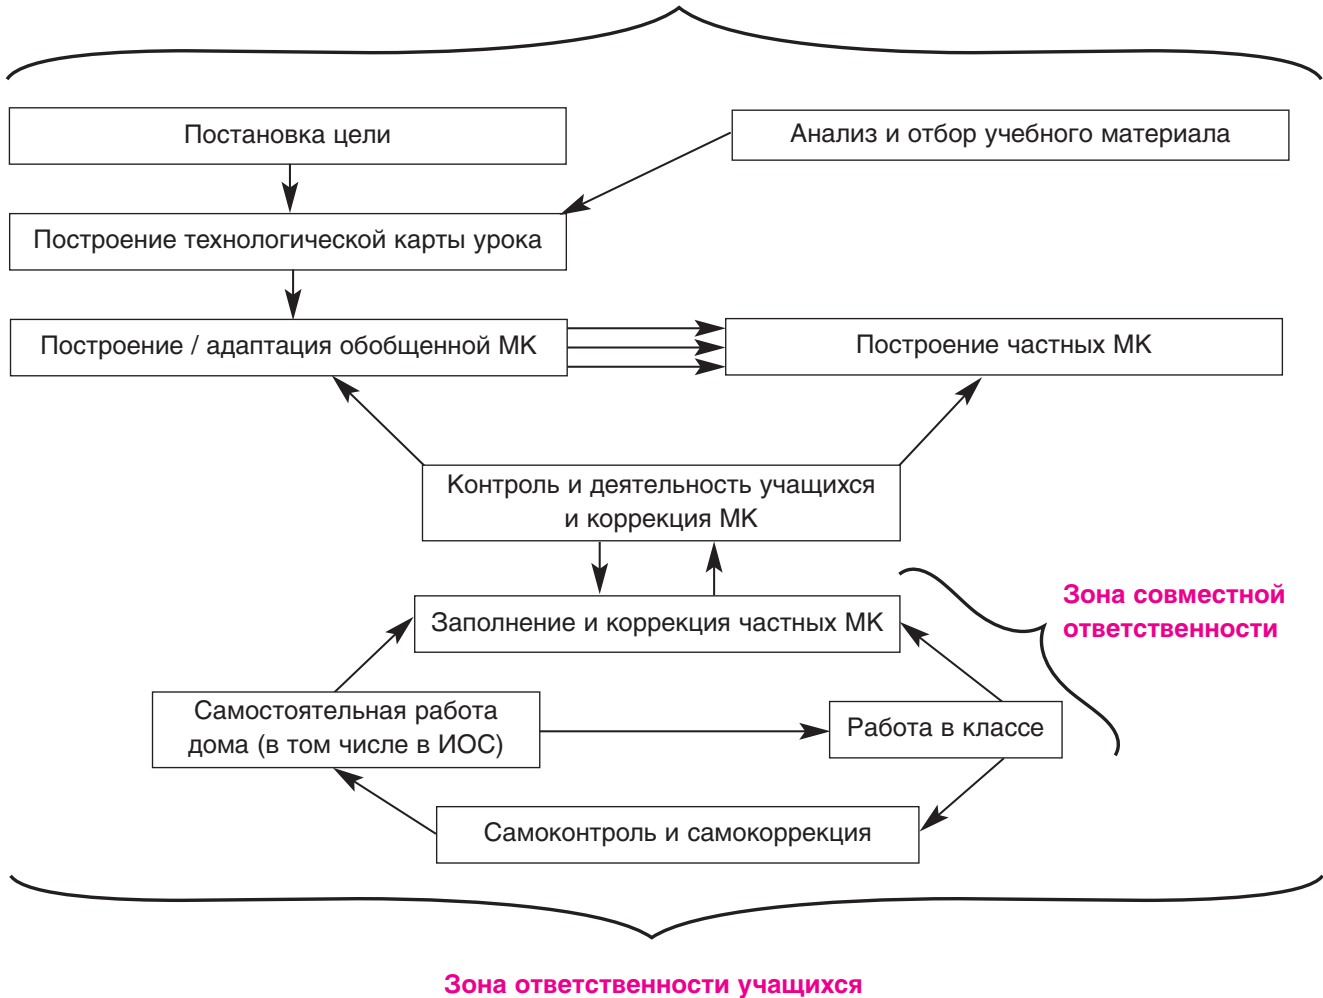 Постановка цели
Анализ и отбор учебного материала
Построение технологической карты урока
Построение / адаптация обобщенной МК
Построение частных МК
Контроль и деятельность учащихся
и коррекция МК
Зона совместной
ответственности
Заполнение и коррекция частных МК
Самостоятельная работа
дома (в том числе в ИОС)
Работа в классе
Самоконтроль и самокоррекция
Зона ответственности учащихся